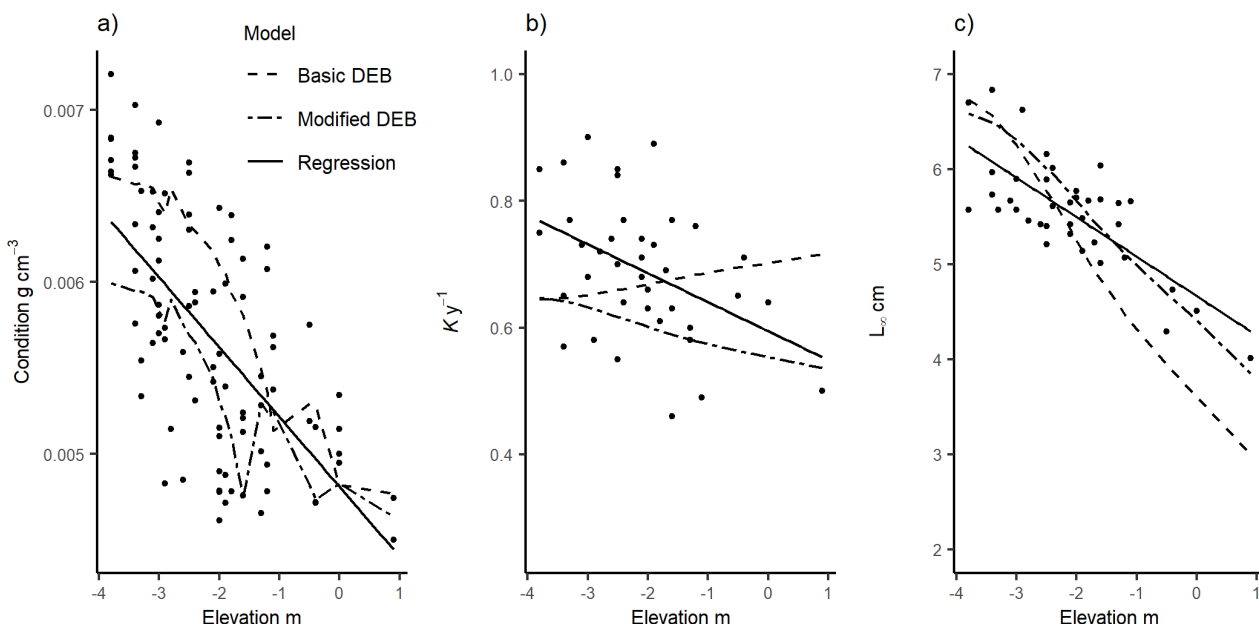 a)
Model
Basic DEB
Modified DEB
Regression
Condition g cm⁻³
0.007
0.006
0.005
-4 -3 -2 -1 0 1
Elevation m
b)
K y⁻¹
1.0
0.8
0.6
0.4
-4 -3 -2 -1 0 1
Elevation m
c)
L∞ cm
7
6
5
4
3
2
-4 -3 -2 -1 0 1
Elevation m